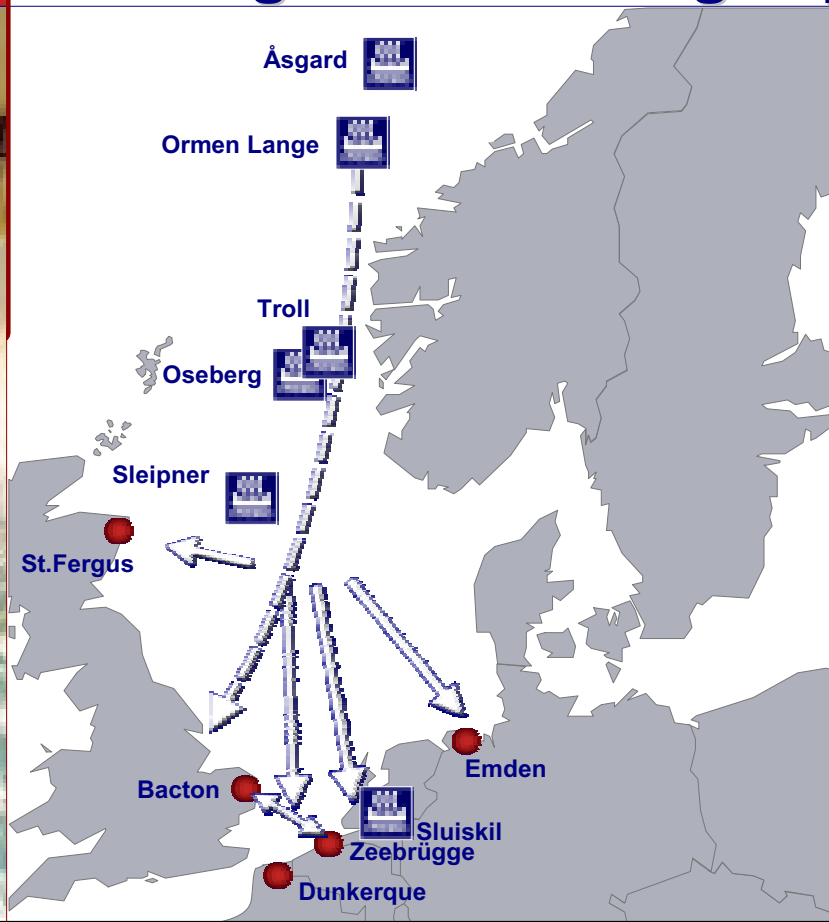 Åsgard
Ormen Lange
Troll
Oseberg
Sleipner
St.Fergus
Emden
Bacton
Sluiskil
Zeebrügge
Dunkerque